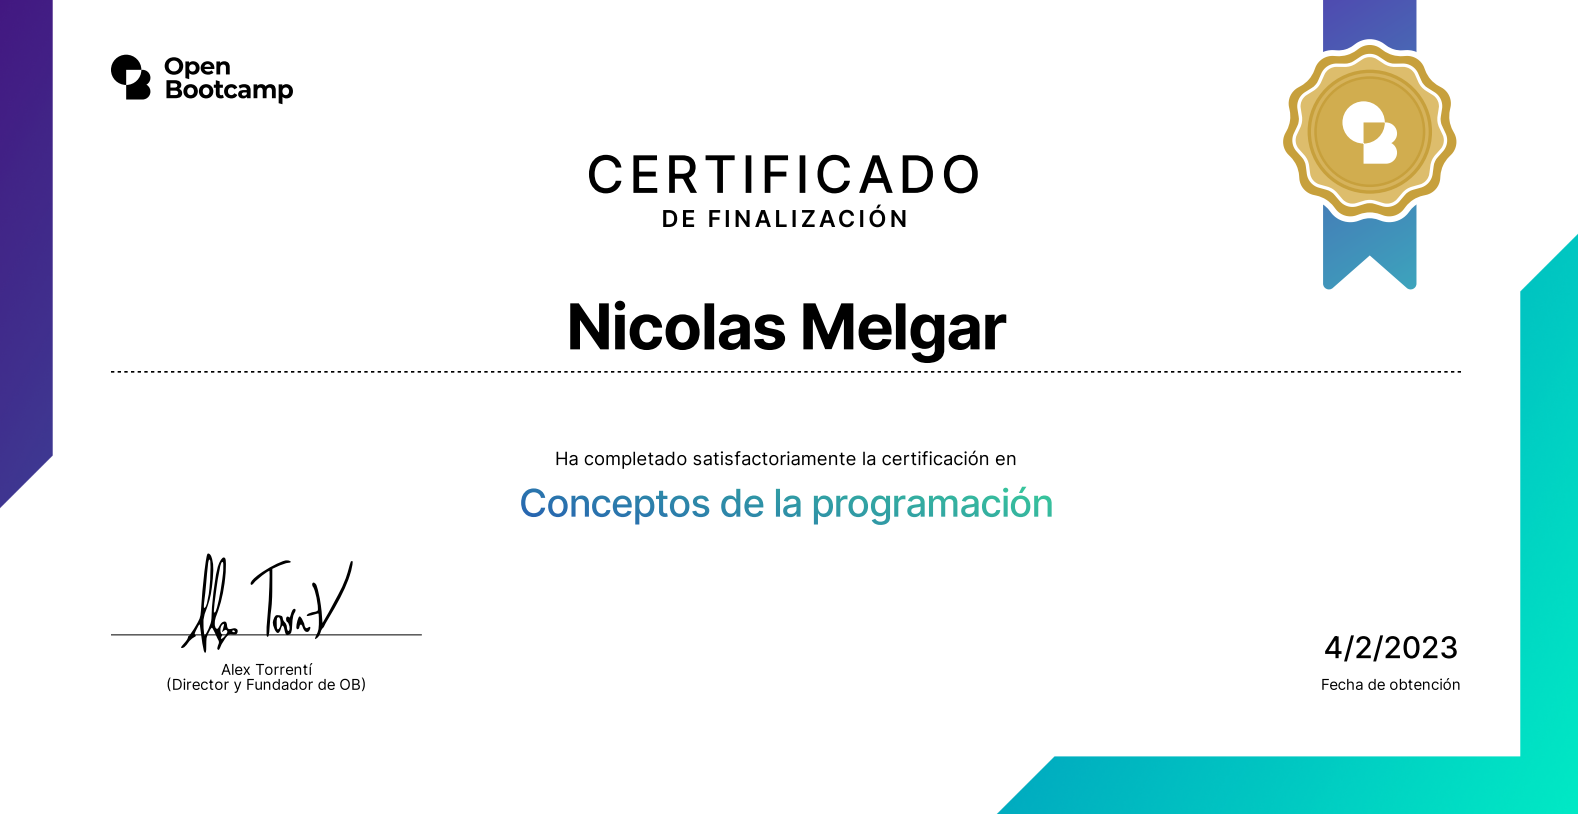 Open
Bootcamp
CERTIFICADO
DE FINALIZACIÓN
Nicolas Melgar
Ha completado satisfactoriamente la certificación en
Conceptos de la programación
Alex Torrentí
(Director y Fundador de OB)
4/2/2023
Fecha de obtención